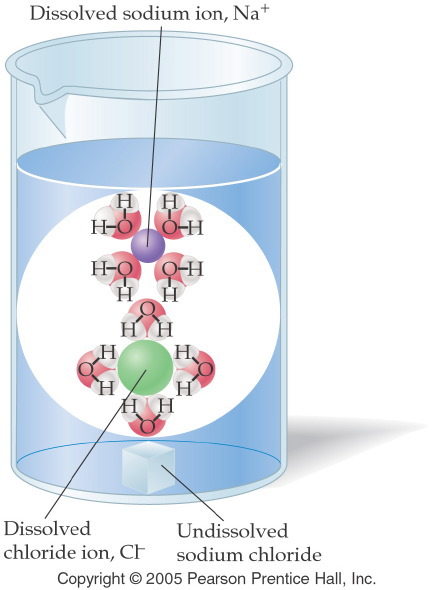 Dissolved sodium ion, Na⁺
H H
H–O O–H
H–O O–H
H H
O
H H
H H
O O
H H
H H
O
Dissolved
chloride ion, Cl⁻
Undissolved
sodium chloride
Copyright © 2005 Pearson Prentice Hall, Inc.